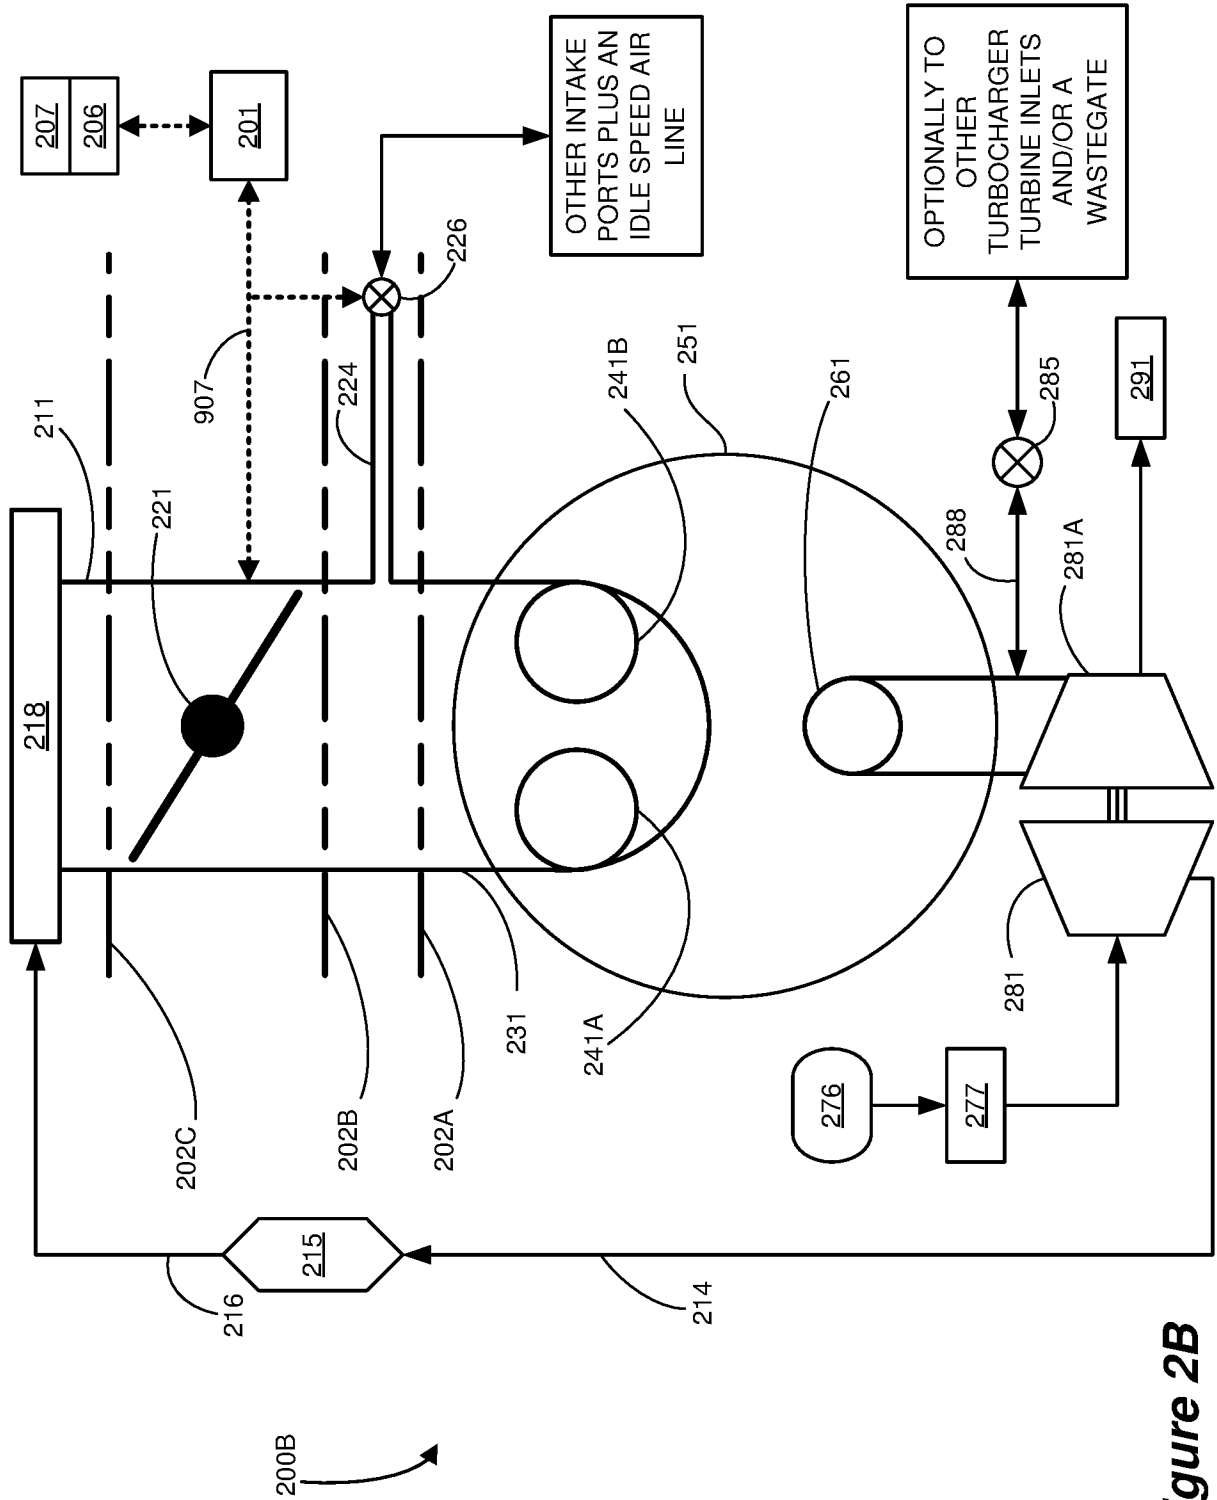 207
206
201
OTHER INTAKE
PORTS PLUS AN
IDLE SPEED AIR
LINE
OPTIONALLY TO
OTHER
TURBOCHARGER
TURBINE INLETS
AND/OR A
WASTEGATE
226
907
211
224
241B
251
261
285
291
221
288
281A
218
281
231
241A
202C
202B
202A
276
277
215
216
214
200B
gure 2B